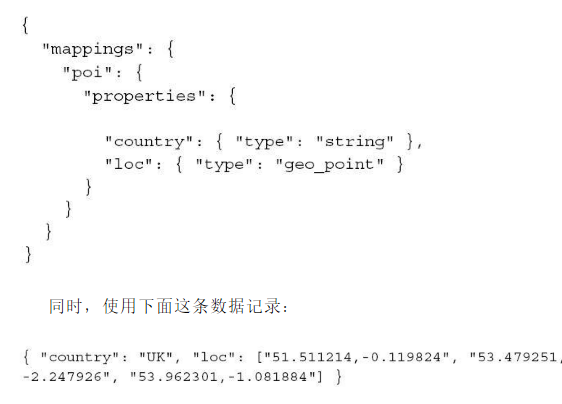 {
  "mappings": {
    "poi": {
      "properties": {
        "country": { "type": "string" },
        "loc": { "type": "geo_point" }
      }
    }
  }
}
同时，使用下面这条数据记录：
{ "country": "UK", "loc": ["51.511214,-0.119824", "53.479251,
-2.247926", "53.962301,-1.081884"] }